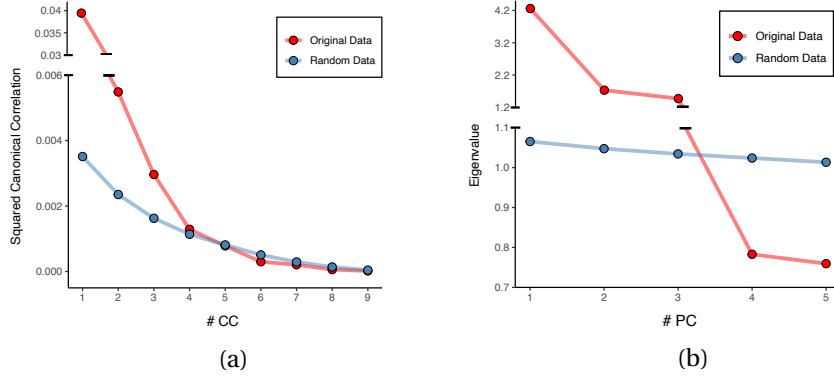 0.04
0.035
0.03
0.006
0.004
0.002
0.000
Squared Canonical Correlation
Original Data
Random Data
1 2 3 4 5 6 7 8 9
# CC
(a)
4.2
3.2
2.2
1.2
1.1
1.0
0.9
0.8
0.7
Eigenvalue
Original Data
Random Data
1 2 3 4 5
# PC
(b)